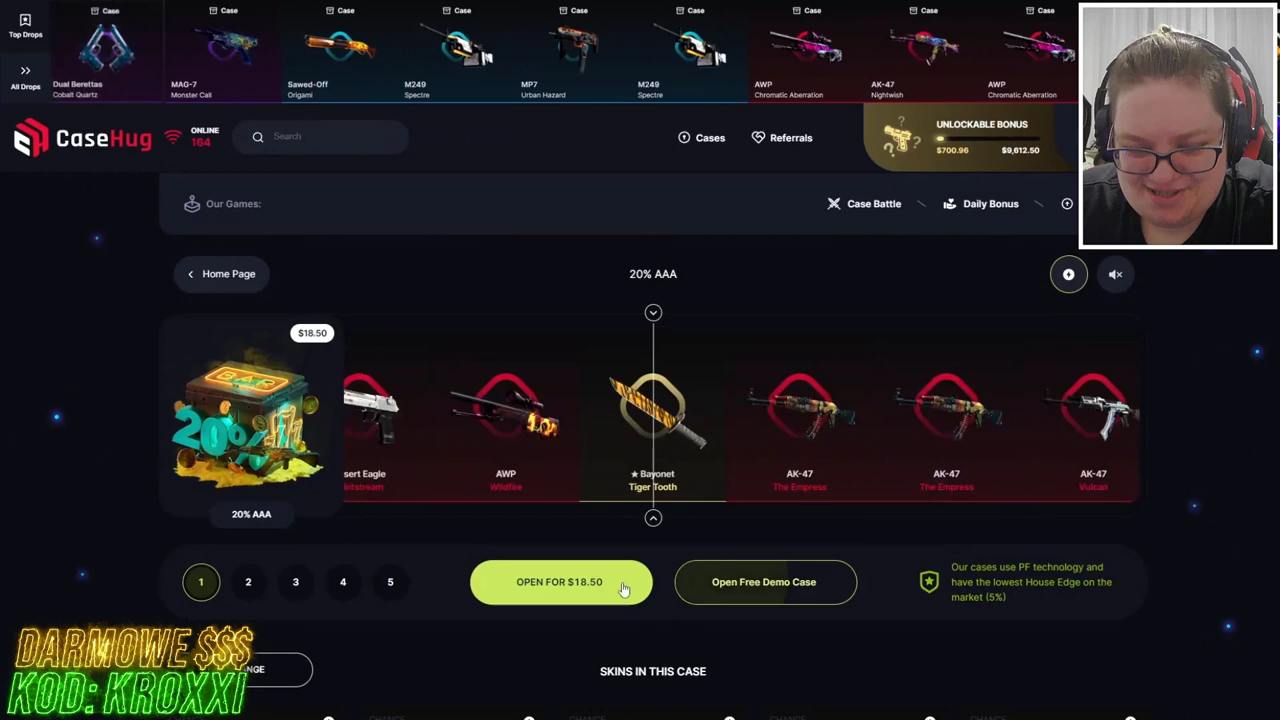 Top Drops
All Drops
Case
Dual Berettas
Cobalt Quartz
Case
MAG-7
Monster Call
Case
Sawed-Off
Origami
Case
M249
Spectre
Case
MP7
Urban Hazard
Case
M249
Spectre
Case
AWP
Chromatic Aberration
Case
AK-47
Nightwish
Case
AWP
Chromatic Aberration
CaseHug
ONLINE
164
Search
Cases
Referrals
UNLOCKABLE BONUS
$700.96 $9,612.50
Our Games:
Case Battle
Daily Bonus
Home Page
20% AAA
$18.50
BAR
20%
20% AAA
sert Eagle
ntstream
AWP
Wildfire
★ Bayonet
Tiger Tooth
AK-47
The Empress
AK-47
The Empress
AK-47
Vulcan
1 2 3 4 5
OPEN FOR $18.50
Open Free Demo Case
Our cases use PF technology and
have the lowest House Edge on the
market (5%)
DARMOWE $$$
KOD: KROXXI
NGE
SKINS IN THIS CASE